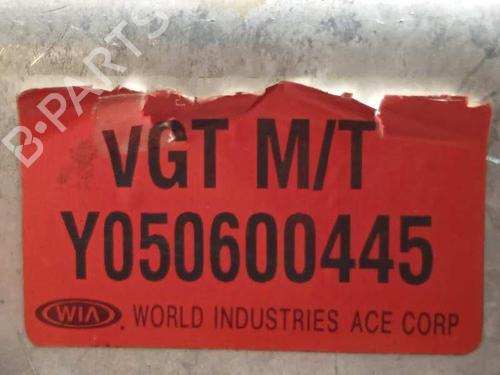 B-PARTS
VGT M/T
Y050600445
WIA. WORLD INDUSTRIES ACE CORP